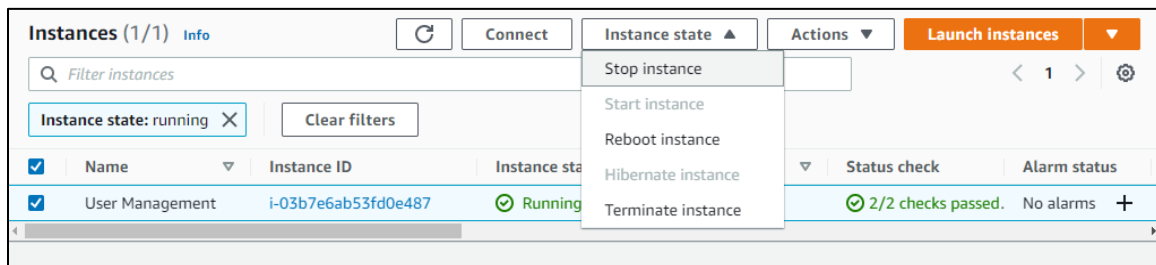 Instances (1/1) Info Connect Instance state ▲ Actions ▼ Launch instances ▼
Filter instances Stop instance < 1 >
Start instance
Instance state: running X Clear filters
Reboot instance
Name Instance ID Instance sta Status check Alarm status
Hibernate instance
User Management i-03b7e6ab53fd0e487 Running 2/2 checks passed. No alarms +
Terminate instance